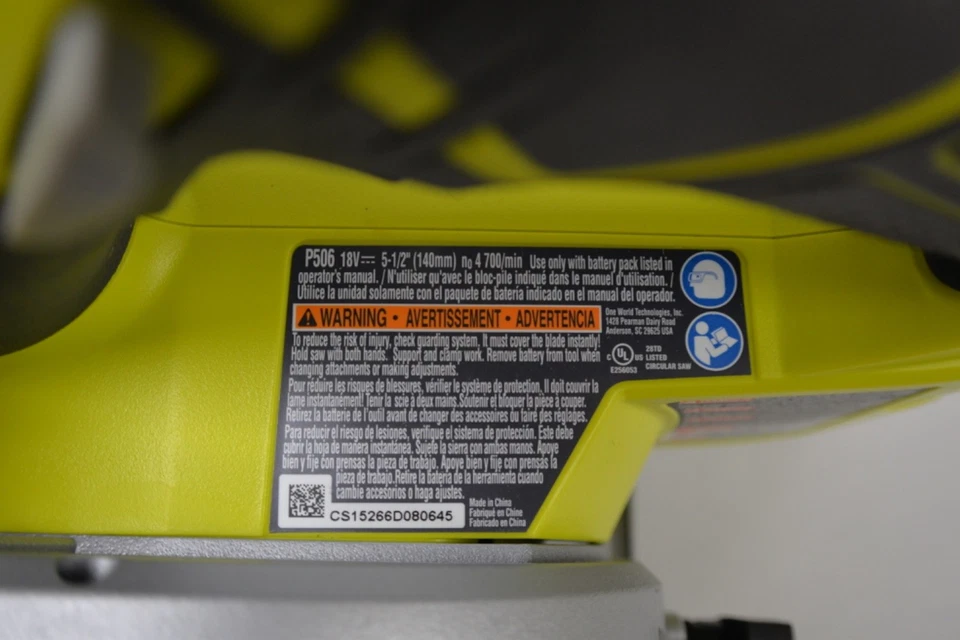 P506 18V⎓ 5-1/2" (140mm) n₀ 4 700/min Use only with battery pack listed in
operator's manual. / N'utiliser qu'avec le bloc-pile indiqué dans le manuel d'utilisation. /
Utilice la unidad solamente con el paquete de batería indicado en el manual del operador.
WARNING • AVERTISSEMENT • ADVERTENCIA
One World Technologies, Inc.
1428 Pearman Dairy Road
Anderson, SC 29625 USA
To reduce the risk of injury, check guarding system. It must cover the blade instantly!
Hold saw with both hands. Support and clamp work. Remove battery from tool when
changing attachments or making adjustments.
c UL us
E256053
28TD
LISTED
CIRCULAR SAW
Pour réduire les risques de blessures, vérifier le système de protection. Il doit couvrir la
lame instantanément! Tenir la scie à deux mains.Soutenir et bloquer la pièce à couper.
Retirez la batterie de l'outil avant de changer des accessoires ou faire des réglages.
Para reducir el riesgo de lesiones, verifique el sistema de protección. Este debe
cubrir la hoja de manera instantánea. Sujete la sierra con ambas manos. Apoye
bien y fije con prensas la pieza de trabajo. Apoye bien y fije con prensas la
pieza de trabajo.Retire la batería de la herramienta cuando
cambie accesorios o haga ajustes.
CS15266D080645
Made in China
Fabriqué en Chine
Fabricado en China